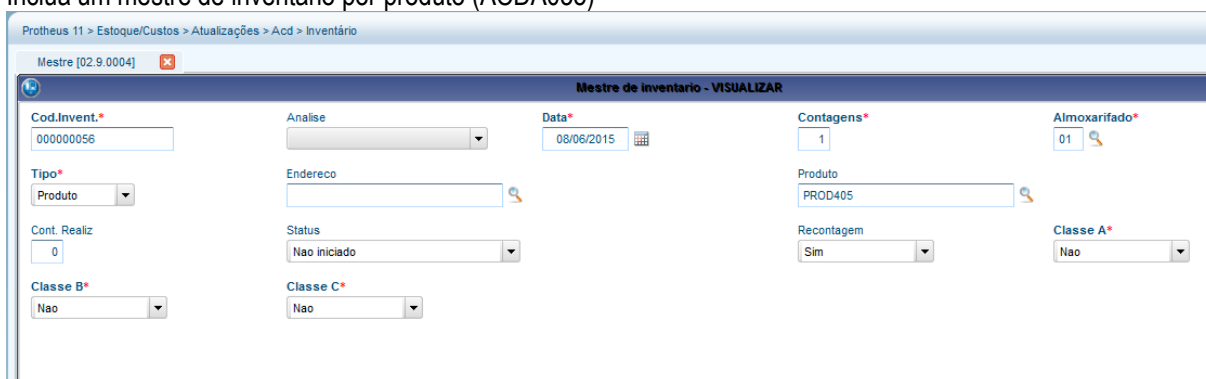 Inclua um mestre de inventário por produto (ACDA035)
Protheus 11 > Estoque/Custos > Atualizações > Acd > Inventário
Mestre [02.9.0004]
Mestre de inventario - VISUALIZAR
Cod.Invent.* Analise Data* Contagens* Almoxarifado*
000000056 08/06/2015 1 01
Tipo* Endereco Produto
Produto PROD405
Cont. Realiz Status Recontagem Classe A*
0 Nao iniciado Sim Nao
Classe B* Classe C*
Nao Nao